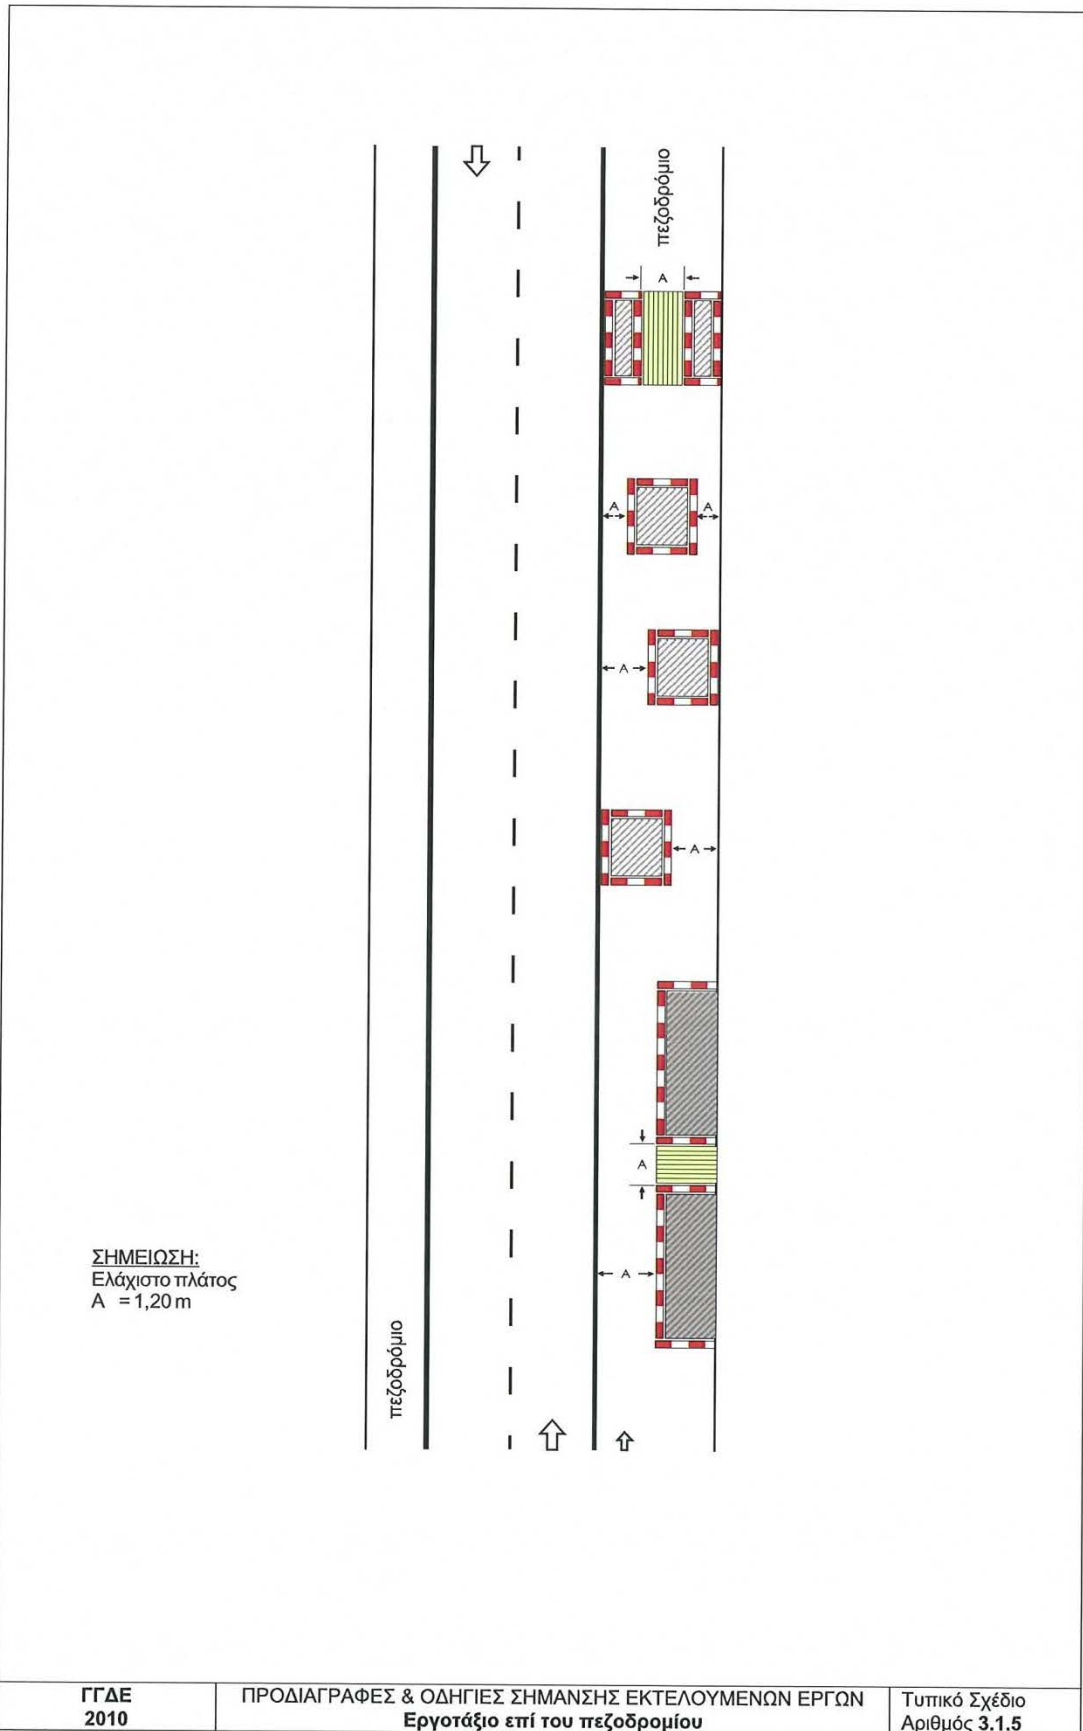 πεζοδρόμιο
A
A
A
A
A
A
A
ΣΗΜΕΙΩΣΗ:
Ελάχιστο πλάτος
Α = 1,20 m
πεζοδρόμιο
ΓΓΔΕ
2010
ΠΡΟΔΙΑΓΡΑΦΕΣ & ΟΔΗΓΙΕΣ ΣΗΜΑΝΣΗΣ ΕΚΤΕΛΟΥΜΕΝΩΝ ΕΡΓΩΝ
Εργοτάξιο επί του πεζοδρομίου
Τυπικό Σχέδιο
Αριθμός 3.1.5